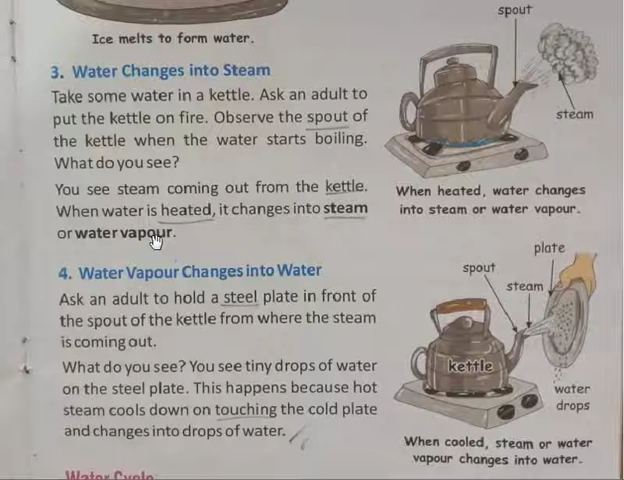 Ice melts to form water.
3. Water Changes into Steam
Take some water in a kettle. Ask an adult to
put the kettle on fire. Observe the spout of
the kettle when the water starts boiling.
What do you see?
You see steam coming out from the kettle.
When water is heated, it changes into steam
or water vapour.
spout
steam
When heated, water changes
into steam or water vapour.
4. Water Vapour Changes into Water
Ask an adult to hold a steel plate in front of
the spout of the kettle from where the steam
is coming out.
What do you see? You see tiny drops of water
on the steel plate. This happens because hot
steam cools down on touching the cold plate
and changes into drops of water.
plate
spout
steam
kettle
water
drops
When cooled, steam or water
vapour changes into water.
Water Cycle